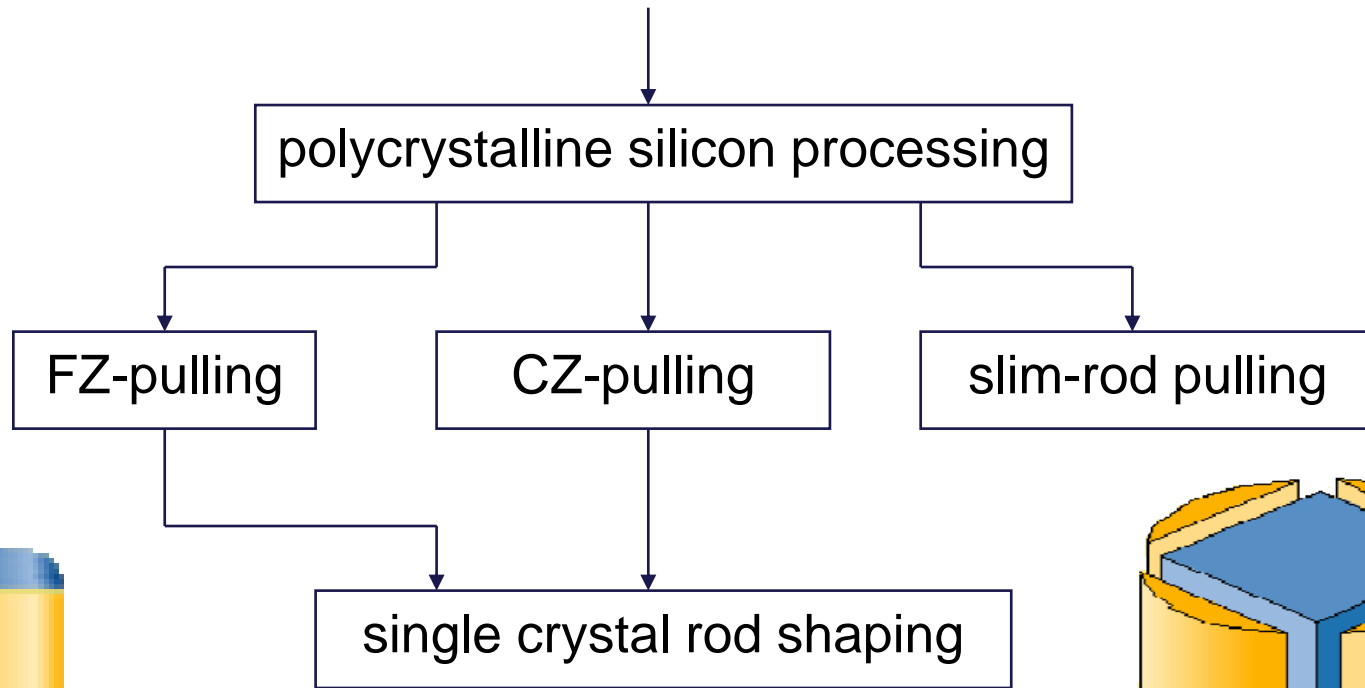 polycrystalline silicon processing
FZ-pulling
CZ-pulling
slim-rod pulling
single crystal rod shaping